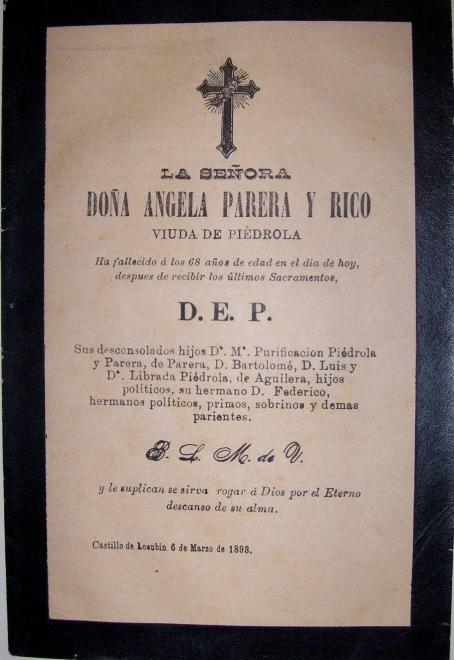 LA SEÑORA
DOÑA ANGELA PARERA Y RICO
VIUDA DE PIÉDROLA
Ha fallecido á los 68 años de edad en el dia de hoy,
despues de recibir los últimos Sacramentos,
D. E. P.
Sus desconsolados hijos Dª. Mª. Purificacion Piédrola
y Parera, de Parera, D. Bartolomé, D. Luis y
Dª. Librada Piédrola, de Aguilera, hijos
políticos, su hermano D. Federico,
hermanos políticos, primos, sobrinos y demas
parientes.
B. L. M. de V.
y le suplican se sirva rogar á Dios por el Eterno
descanso de su alma.
Castillo de Losubin 6 de Marzo de 1893.